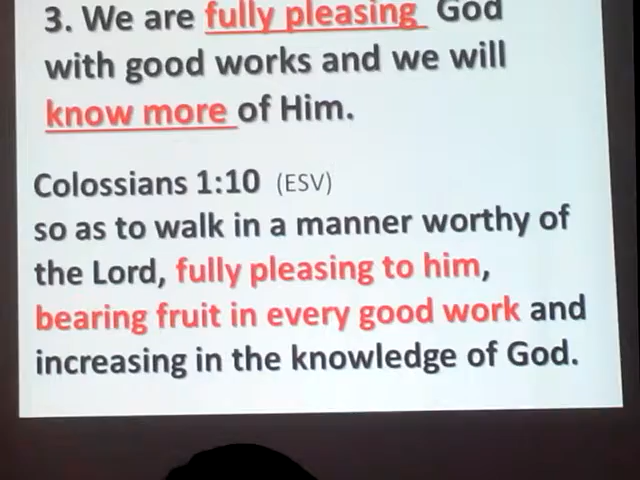 3. We are fully pleasing God
with good works and we will
know more of Him.
Colossians 1:10 (ESV)
so as to walk in a manner worthy of
the Lord, fully pleasing to him,
bearing fruit in every good work and
increasing in the knowledge of God.